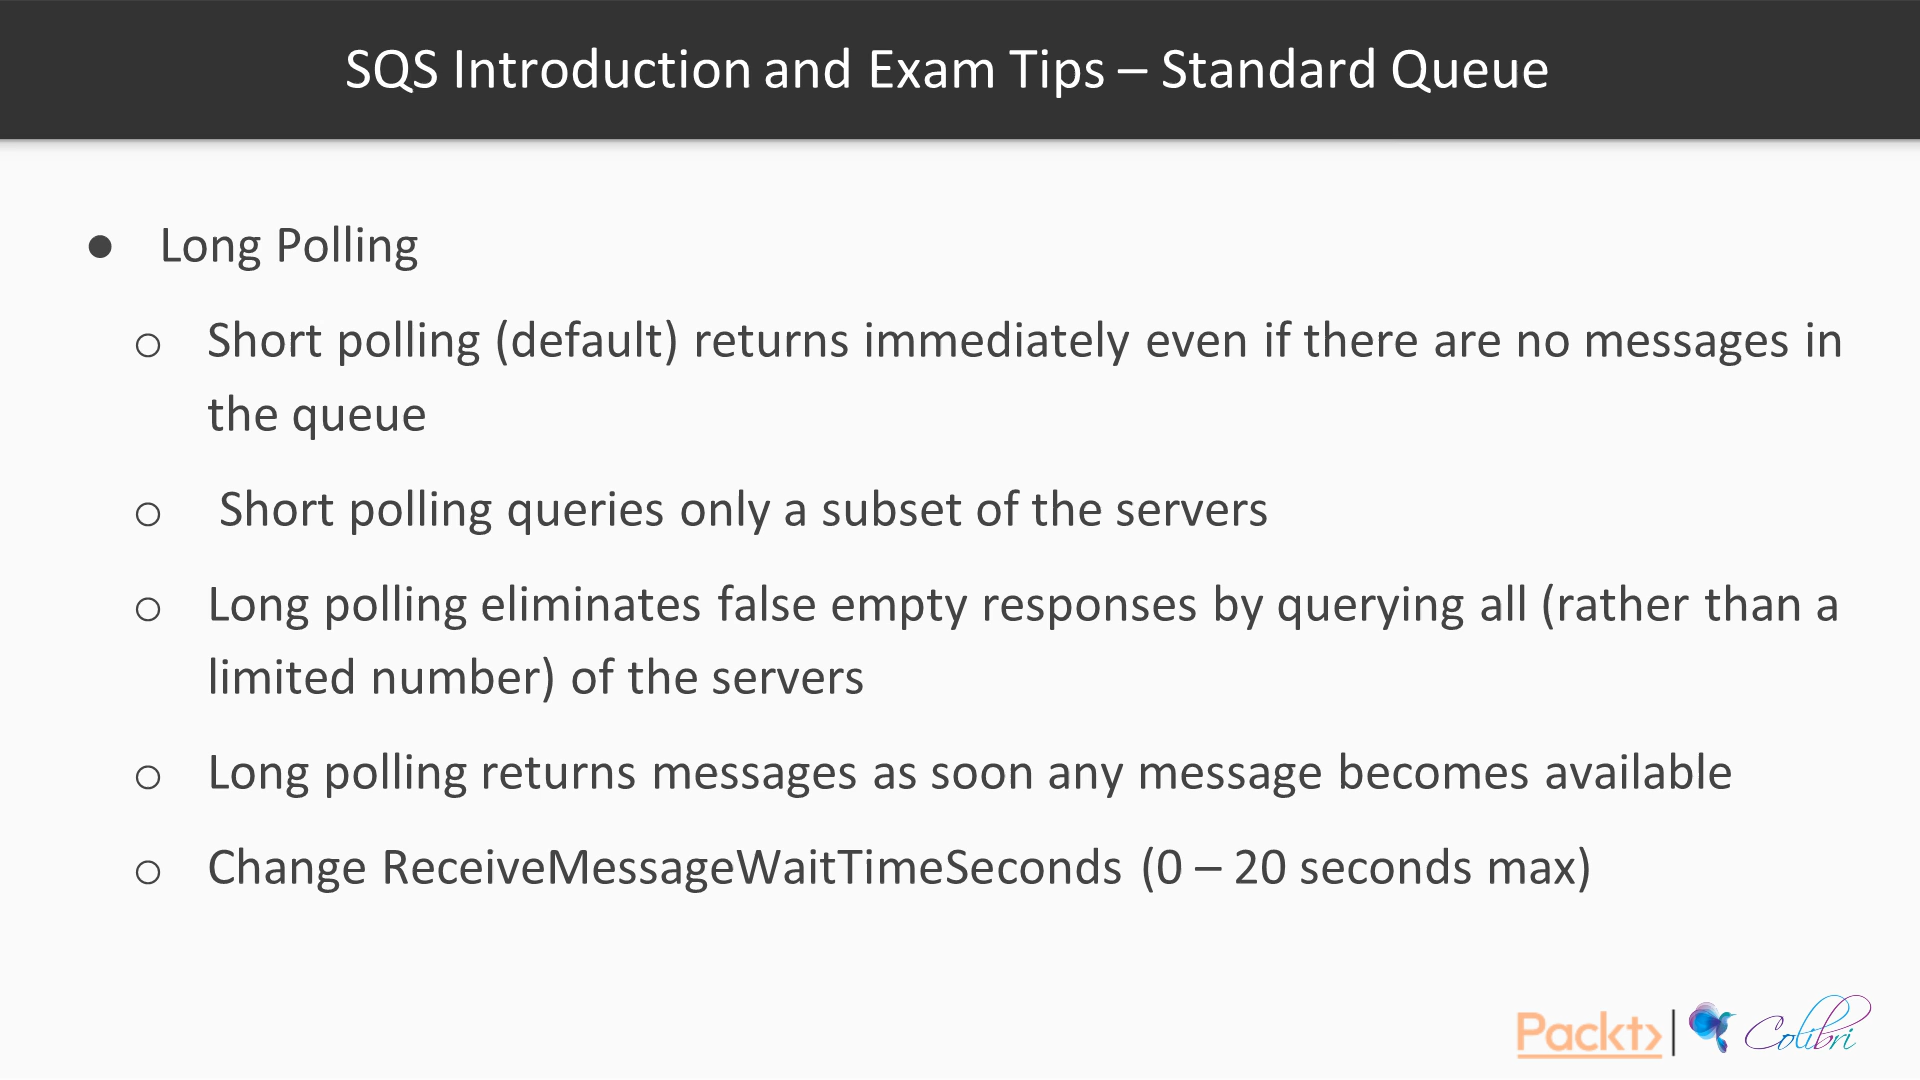 SQS Introduction and Exam Tips – Standard Queue
● Long Polling
o Short polling (default) returns immediately even if there are no messages in
the queue
o Short polling queries only a subset of the servers
o Long polling eliminates false empty responses by querying all (rather than a
limited number) of the servers
o Long polling returns messages as soon any message becomes available
o Change ReceiveMessageWaitTimeSeconds (0 – 20 seconds max)
Packt> | Colibri